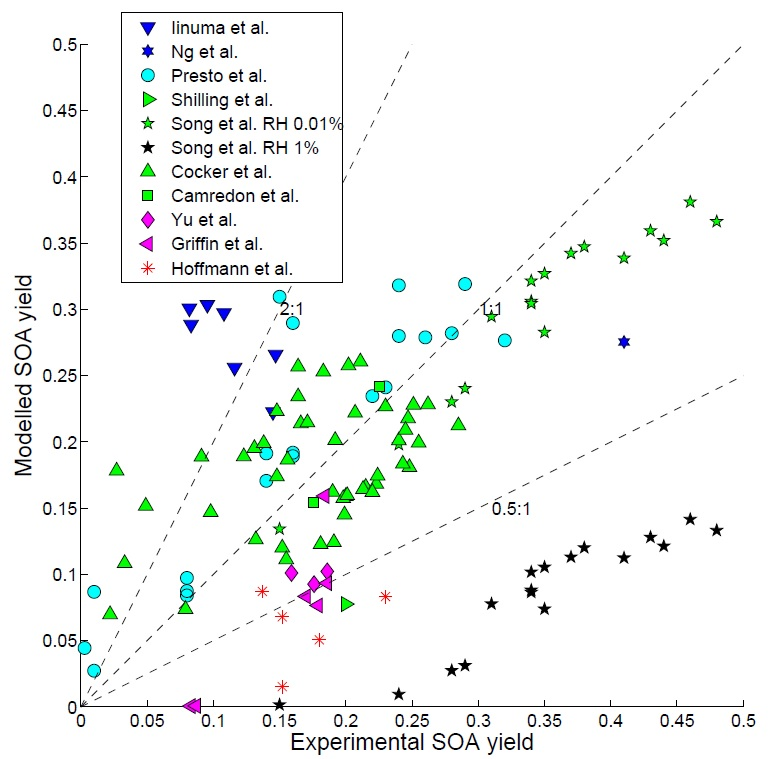 Iinuma et al.
Ng et al.
Presto et al.
Shilling et al.
Song et al. RH 0.01%
Song et al. RH 1%
Cocker et al.
Camredon et al.
Yu et al.
Griffin et al.
Hoffmann et al.
0.5
0.45
0.4
0.35
0.3
0.25
0.2
0.15
0.1
0.05
0
2:1
1:1
0.5:1
Modelled SOA yield
0
0.05
0.1
0.15
0.2
0.25
0.3
0.35
0.4
0.45
0.5
Experimental SOA yield